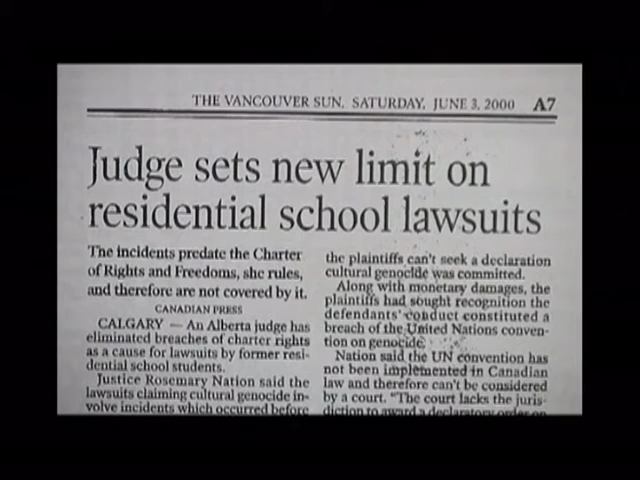 THE VANCOUVER SUN, SATURDAY, JUNE 3, 2000 A7
Judge sets new limit on
residential school lawsuits
The incidents predate the Charter
of Rights and Freedoms, she rules,
and therefore are not covered by it.
CANADIAN PRESS
CALGARY — An Alberta judge has
eliminated breaches of charter rights
as a cause for lawsuits by former resi-
dential school students.
Justice Rosemary Nation said the
lawsuits claiming cultural genocide in-
volve incidents which occurred before
the plaintiffs can't seek a declaration
cultural genocide was committed.
Along with monetary damages, the
plaintiffs had sought recognition the
defendants' conduct constituted a
breach of the United Nations conven-
tion on genocide.
Nation said the UN convention has
not been implemented in Canadian
law and therefore can't be considered
by a court. "The court lacks the juris-
diction to award a declaratory order on